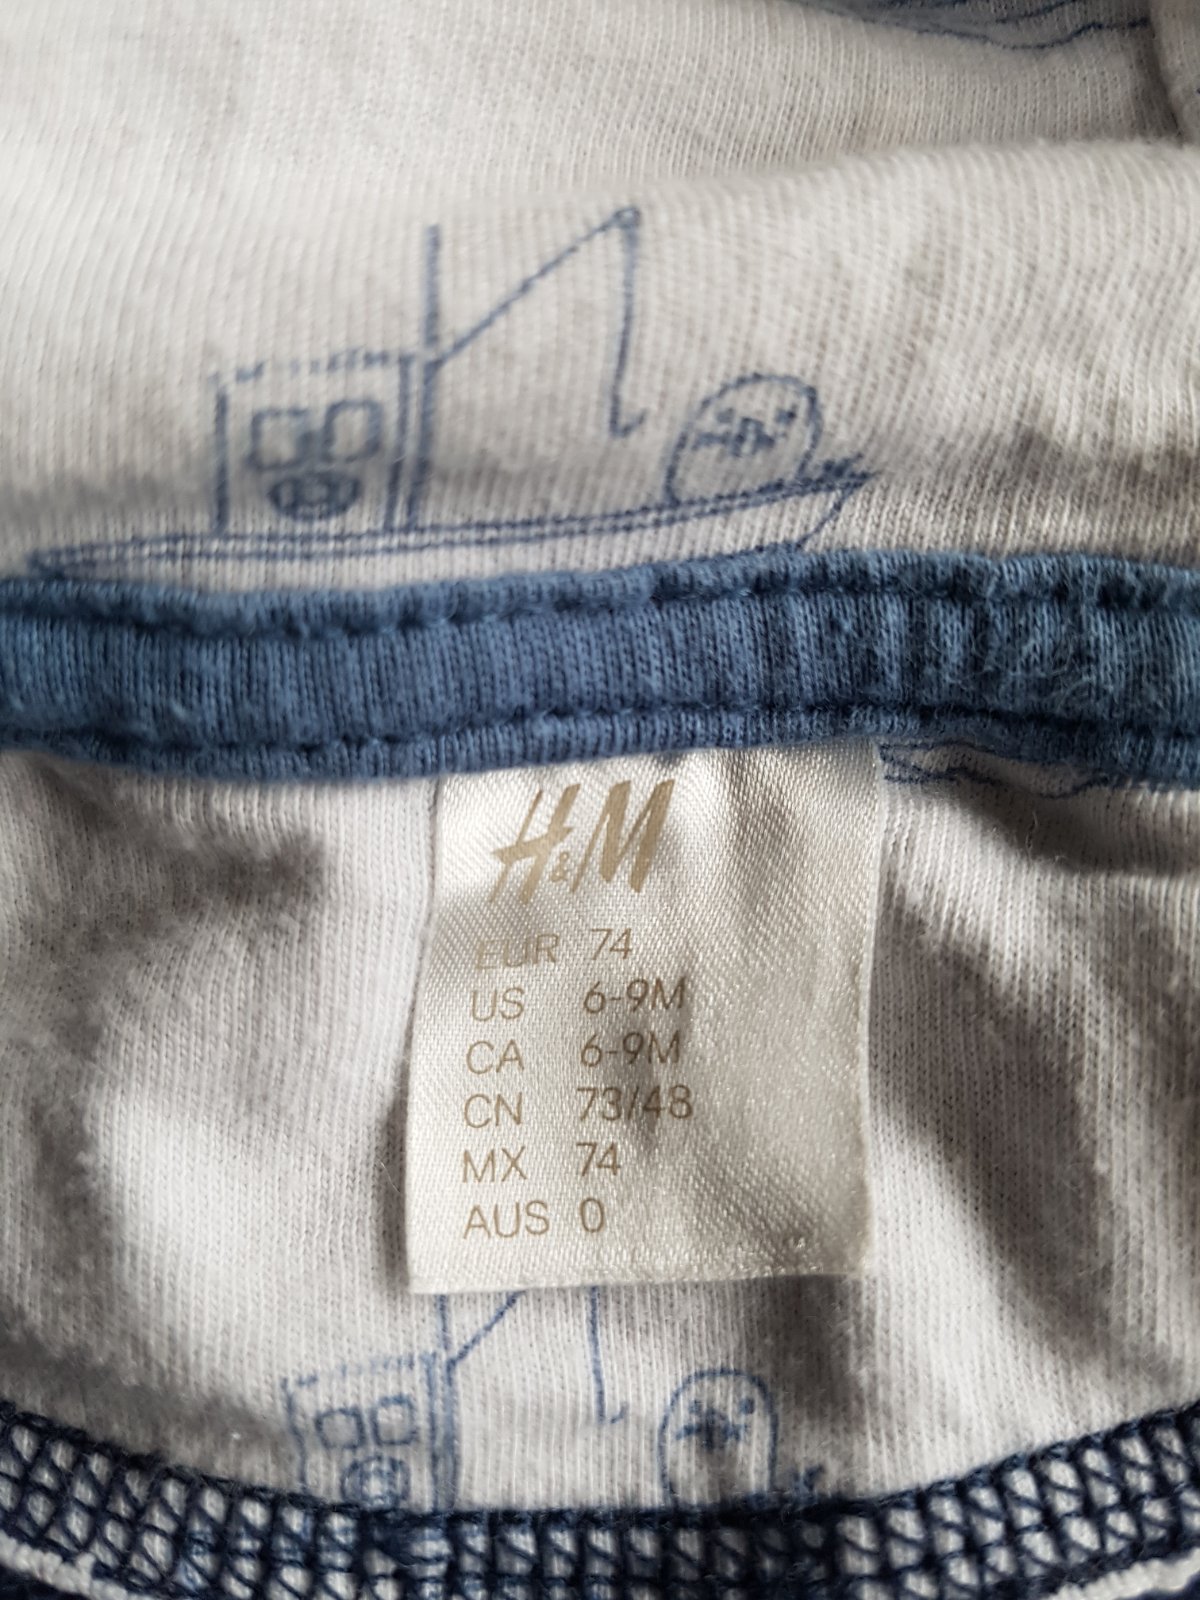 H&M
EUR 74
US 6-9M
CA 6-9M
CN 73/48
MX 74
AUS 0